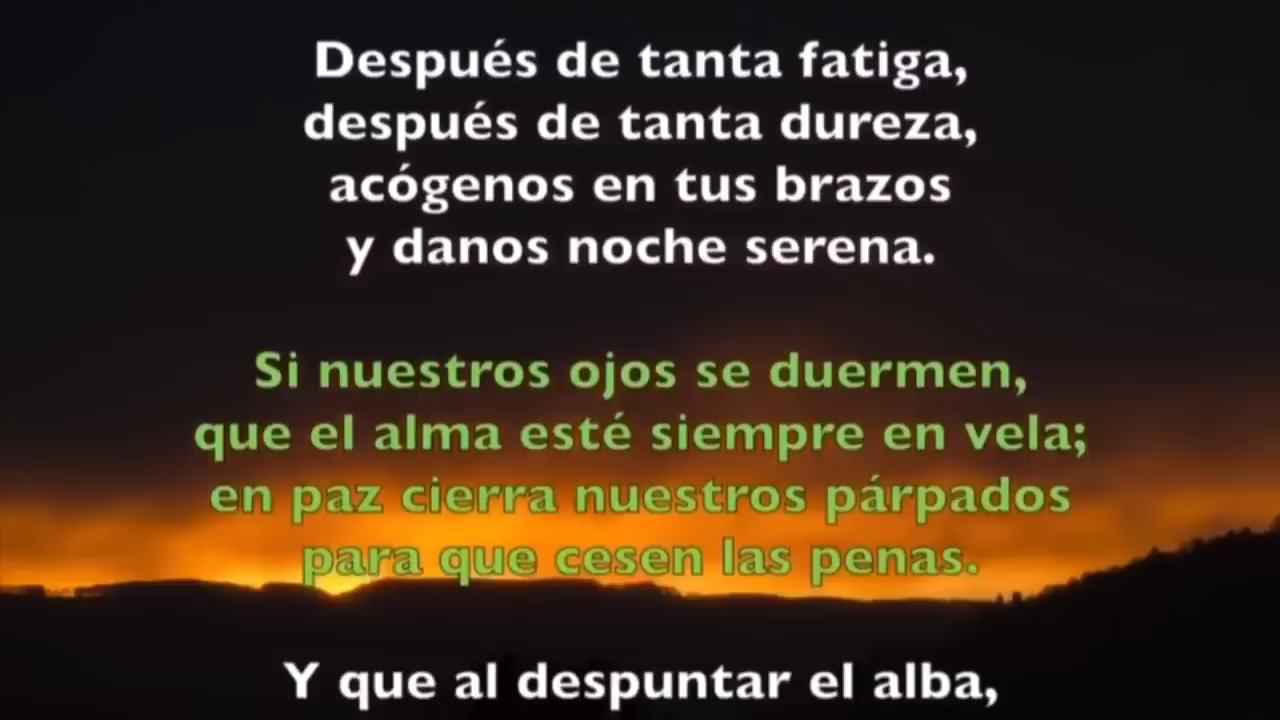 Después de tanta fatiga,
después de tanta dureza,
acógenos en tus brazos
y danos noche serena.
Si nuestros ojos se duermen,
que el alma esté siempre en vela;
en paz cierra nuestros párpados
para que cesen las penas.
Y que al despuntar el alba,